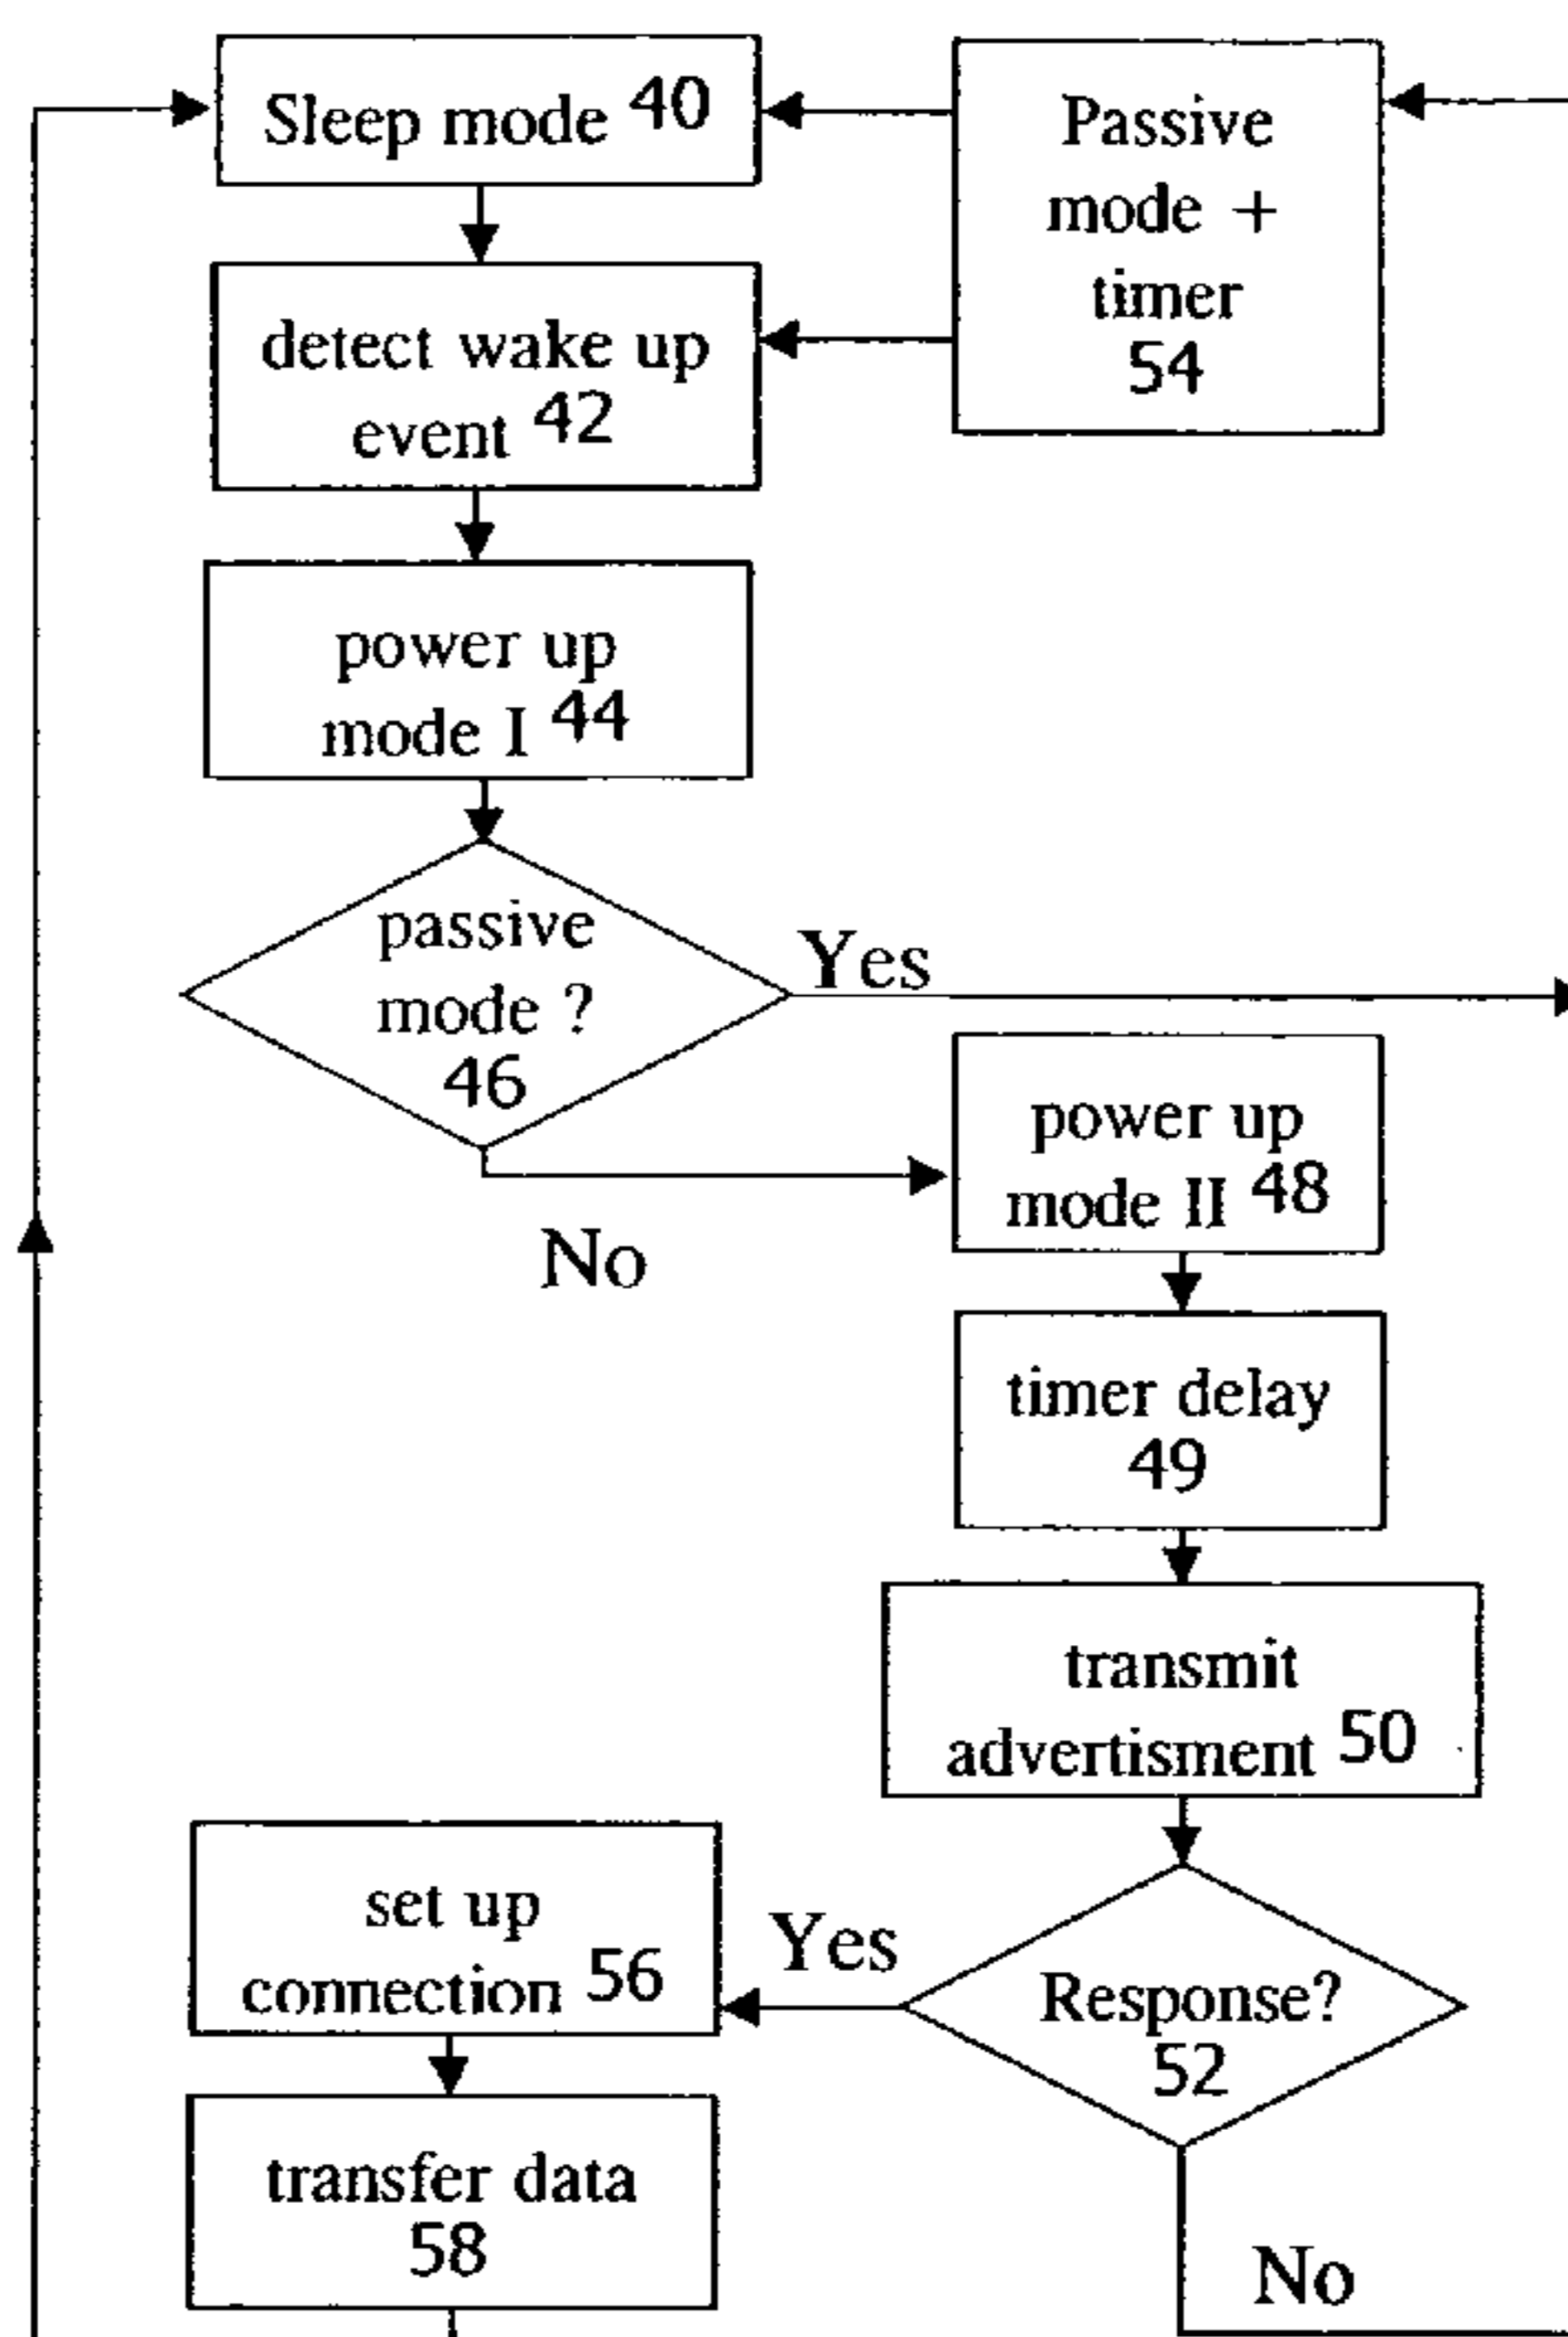 Sleep mode 40
Passive
mode +
timer
54
detect wake up
event 42
power up
mode I 44
passive
mode ?
46
Yes
No
power up
mode II 48
timer delay
49
transmit
advertisment 50
Response?
52
Yes
No
set up
connection 56
transfer data
58